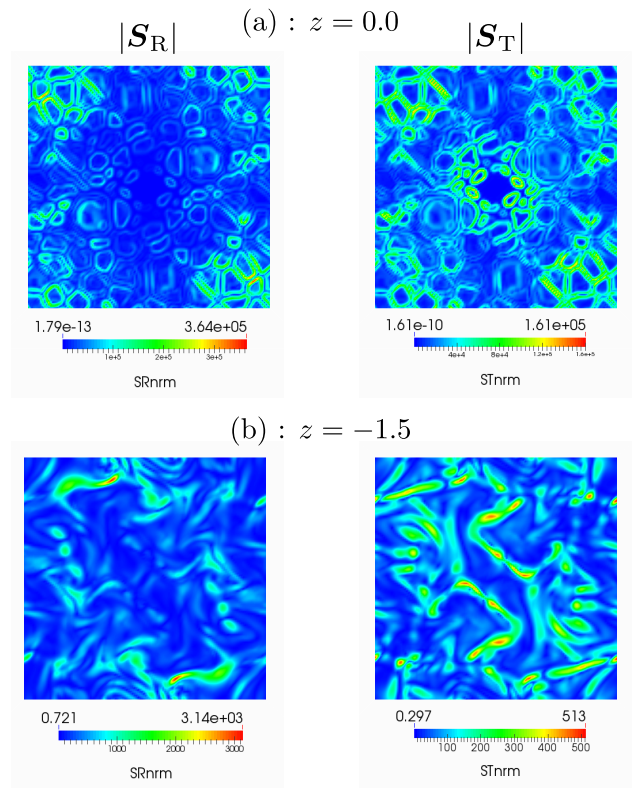 (a) : z = 0.0
|S_R| |S_T|
1.79e-13 3.64e+05
1e+5 2e+5 3e+5
SRnrm
1.61e-10 1.61e+05
4e+4 8e+4 1.2e+5 1.6e+5
STnrm
(b) : z = −1.5
0.721 3.14e+03
1000 2000 3000
SRnrm
0.297 513
100 200 300 400 500
STnrm